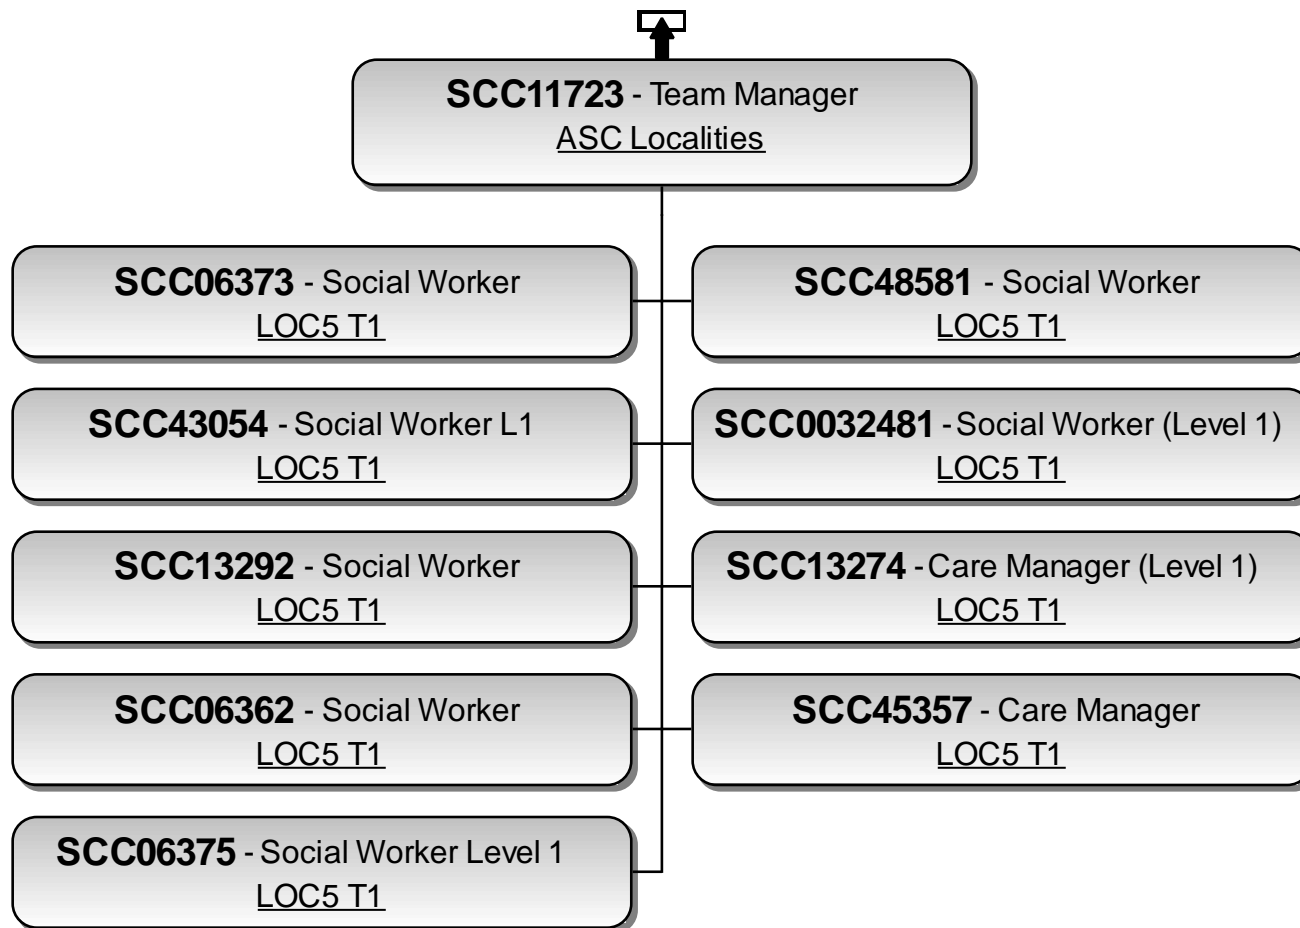 SCC11723 - Team Manager
ASC Localities
SCC06373 - Social Worker
LOC5 T1
SCC48581 - Social Worker
LOC5 T1
SCC43054 - Social Worker L1
LOC5 T1
SCC0032481 - Social Worker (Level 1)
LOC5 T1
SCC13292 - Social Worker
LOC5 T1
SCC13274 - Care Manager (Level 1)
LOC5 T1
SCC06362 - Social Worker
LOC5 T1
SCC45357 - Care Manager
LOC5 T1
SCC06375 - Social Worker Level 1
LOC5 T1